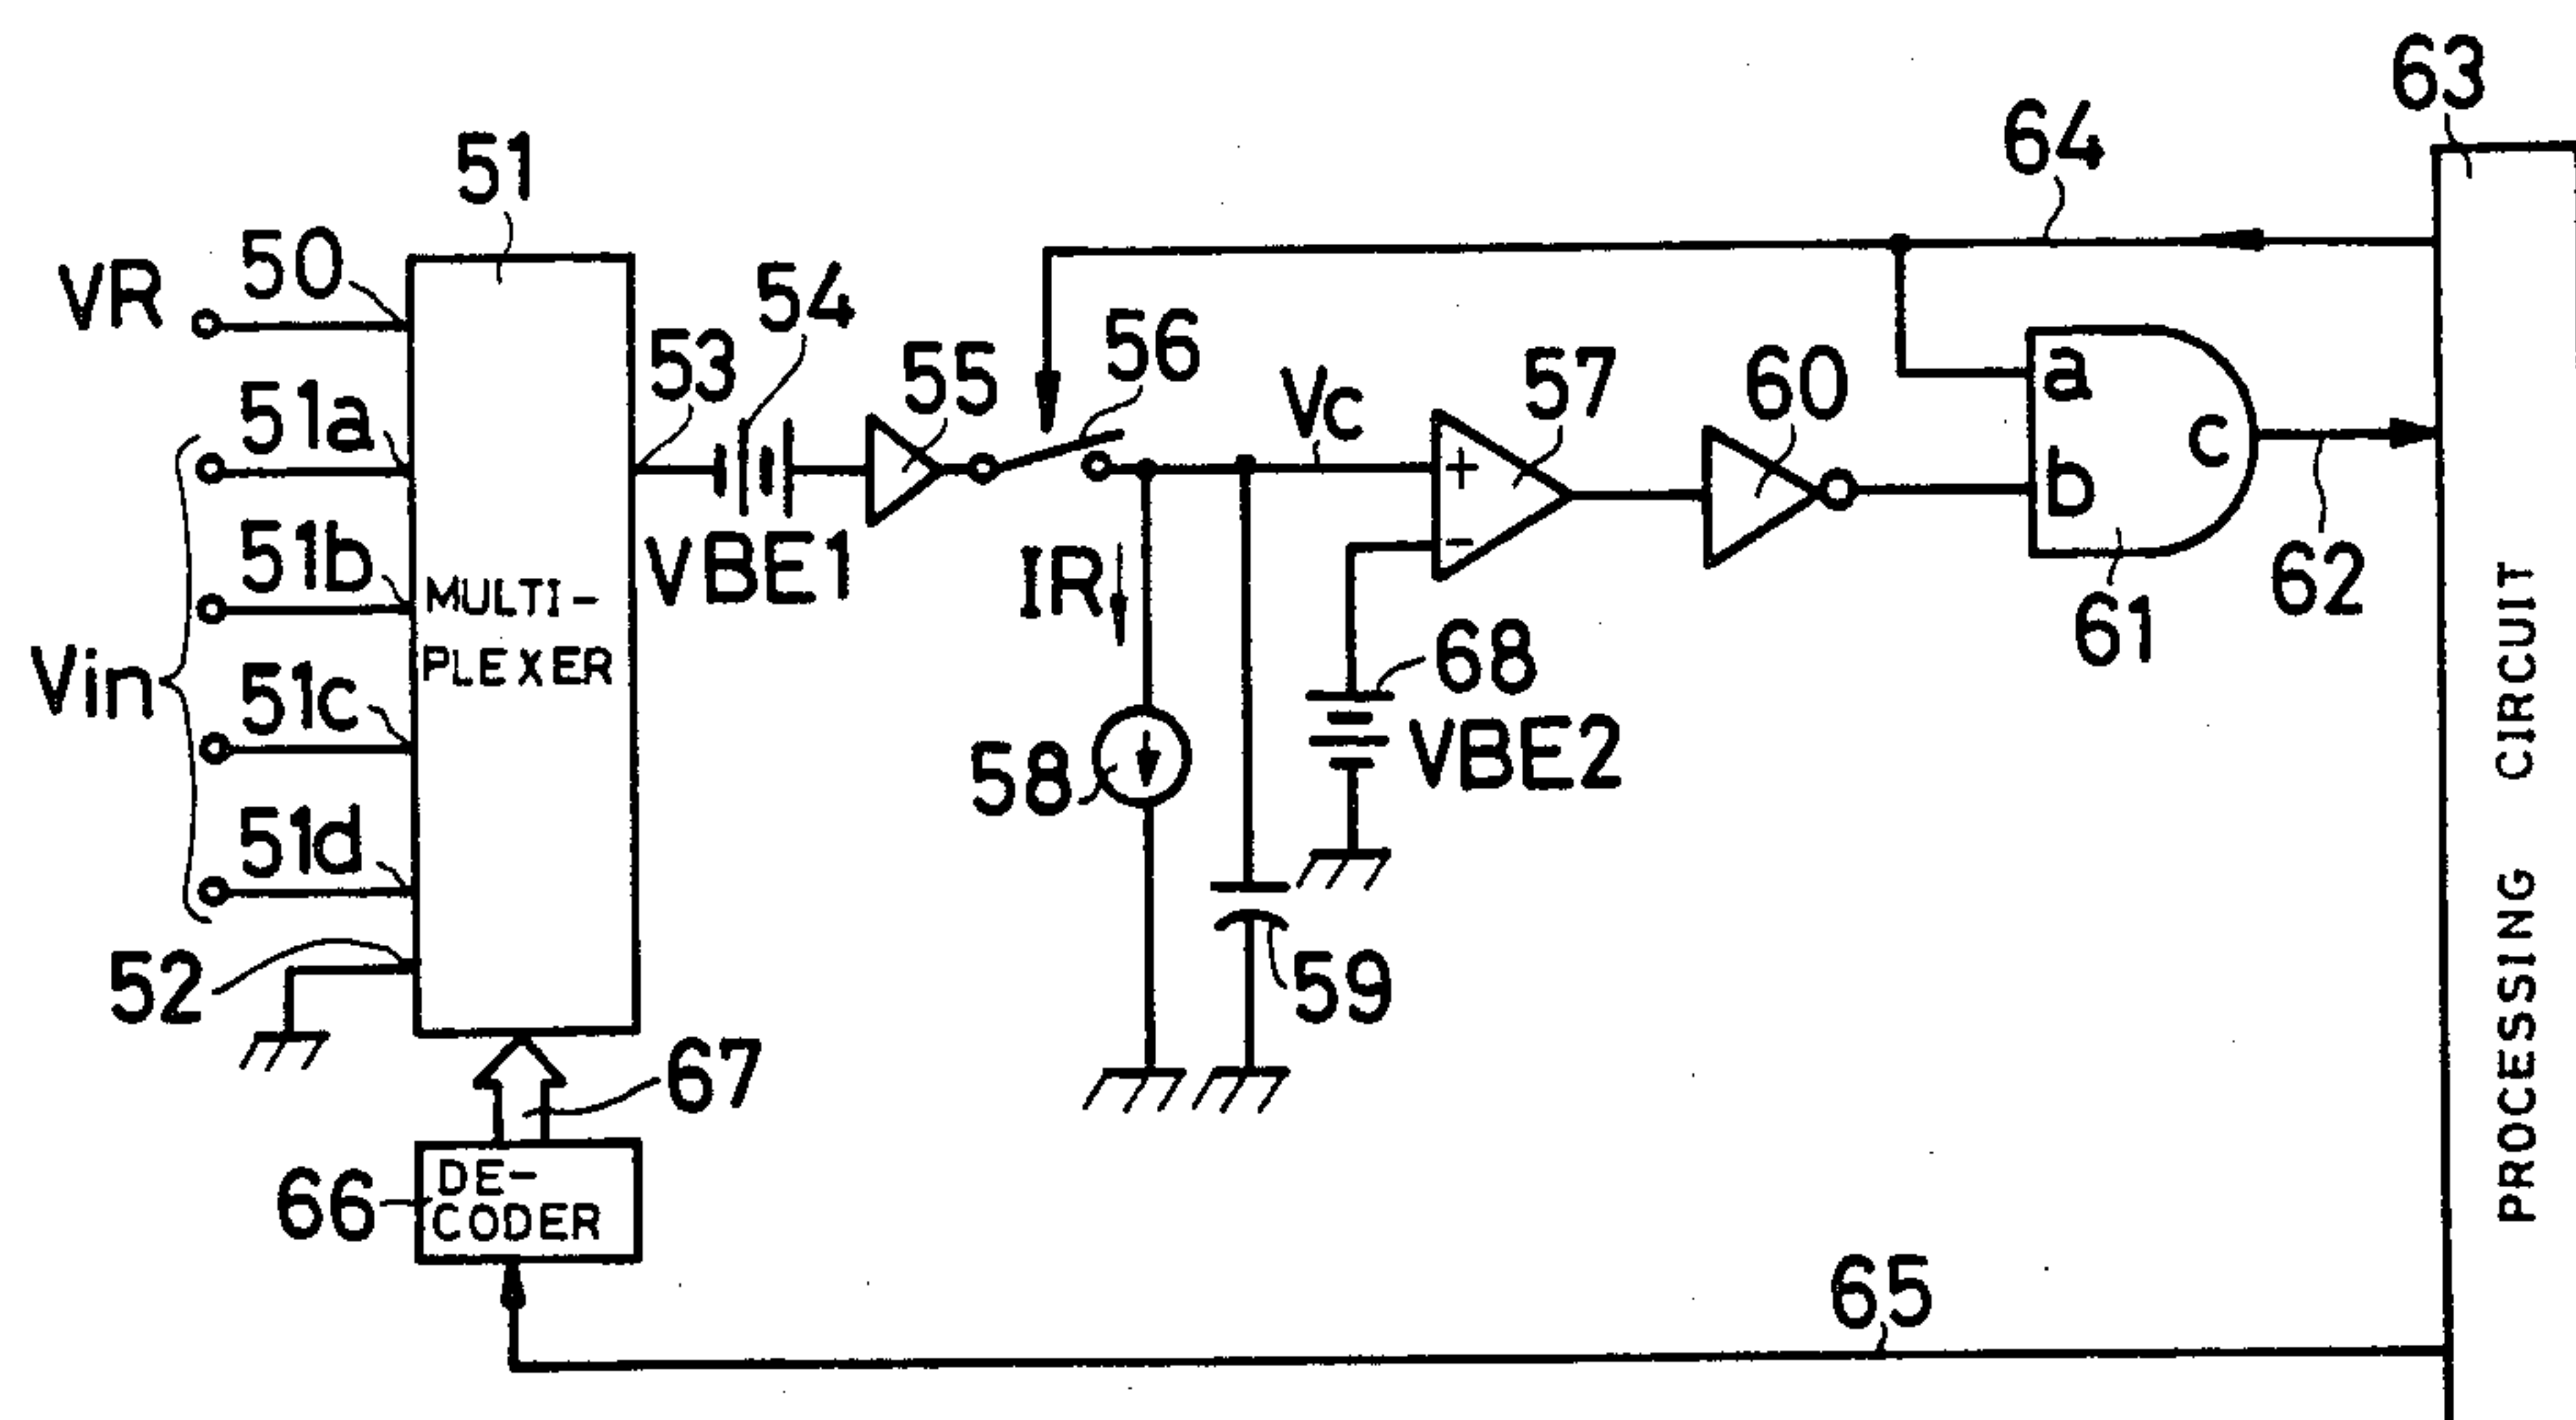 63
64
51
VR
50
54
53
56
55
51a
Vc
57
60
a
c
b
51b
VBE1
IR
62
61
MULTI-
PLEXER
Vin
51c
68
58
VBE2
51d
52
59
+
-
67
66
DE-
CODER
65
PROCESSING CIRCUIT